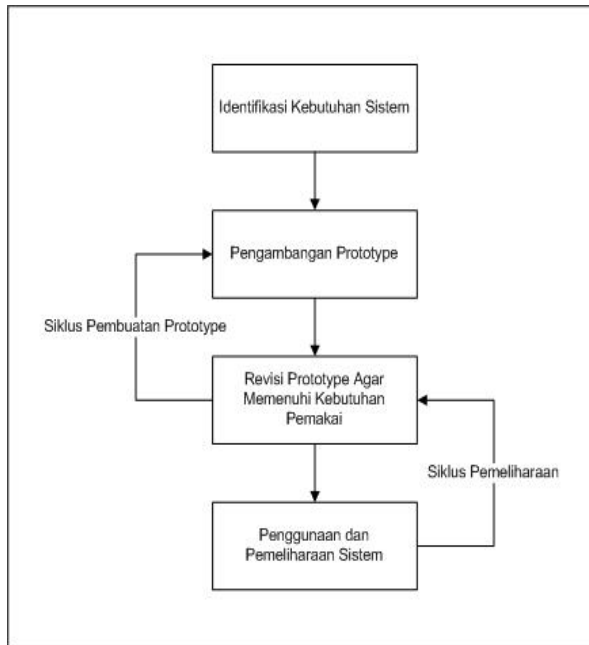 Identifikasi Kebutuhan Sistem
Pengambangan Prototype
Siklus Pembuatan Prototype
Revisi Prototype Agar
Memenuhi Kebutuhan
Pemakai
Siklus Pemeliharaan
Penggunaan dan
Pemeliharaan Sistem